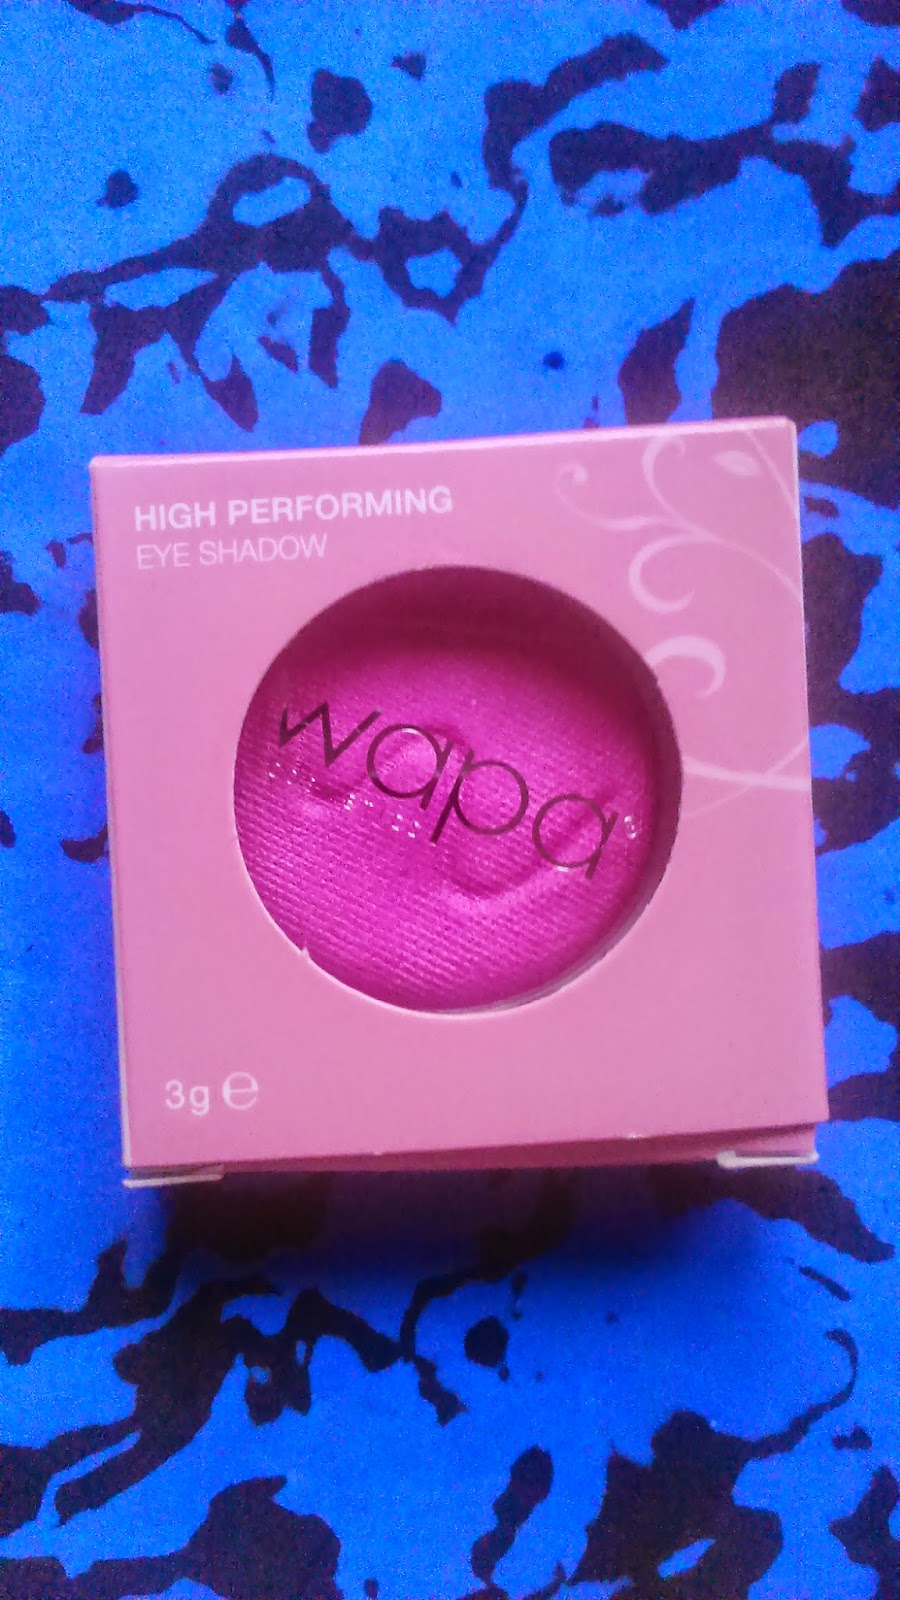 HIGH PERFORMING
EYE SHADOW
wapa
3g ℮